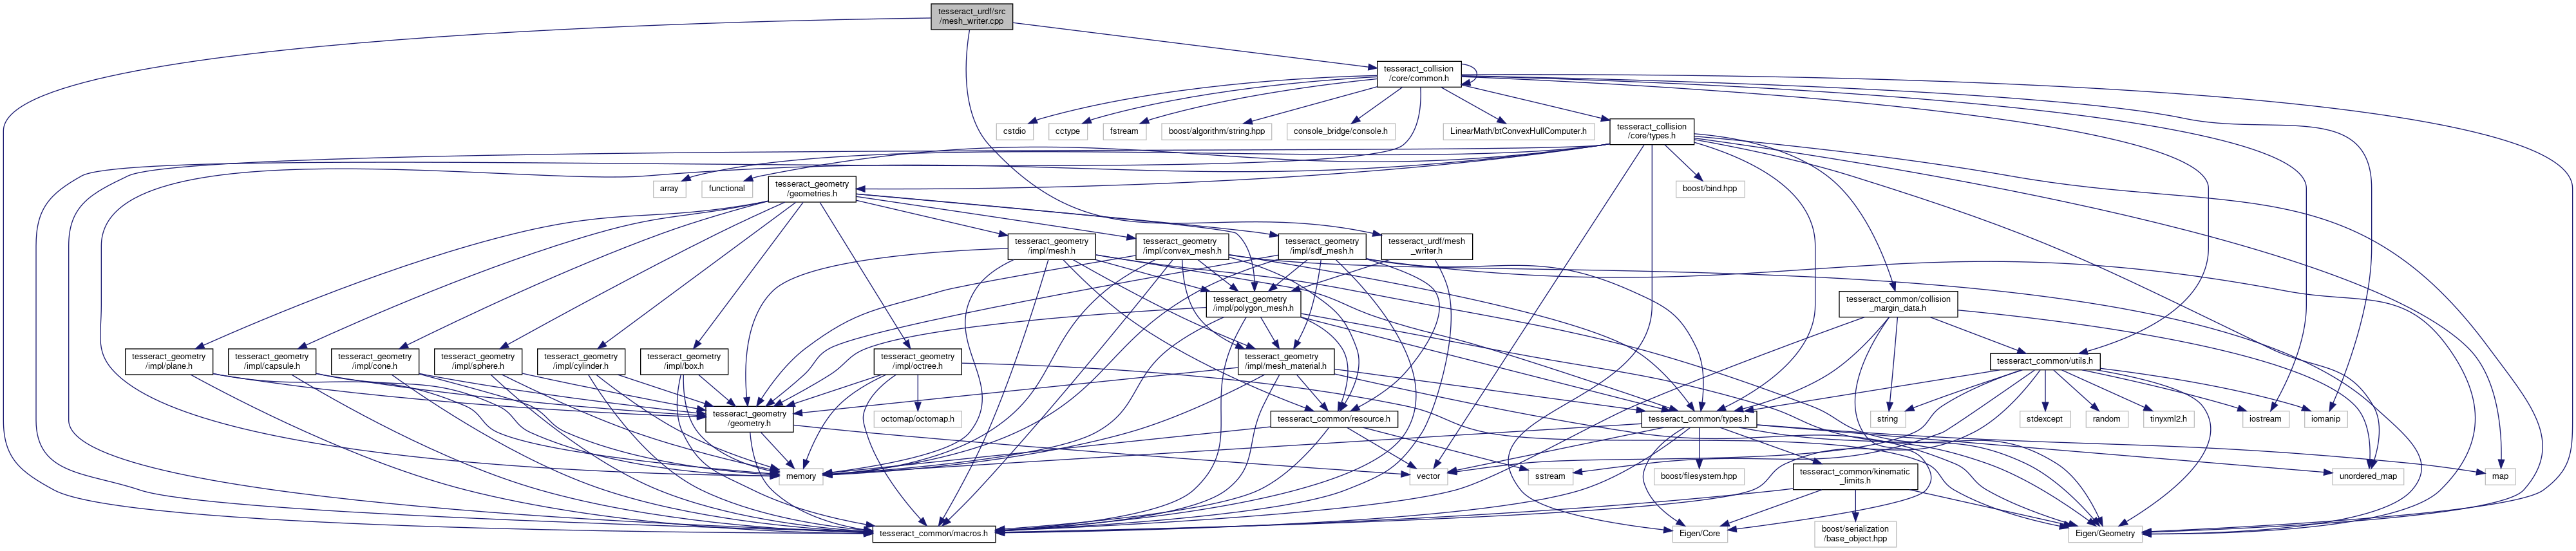 tesseract_urdf/src
/mesh_writer.cpp
tesseract_collision
/core/common.h
cstdio
cctype
fstream
boost/algorithm/string.hpp
console_bridge/console.h
LinearMath/btConvexHullComputer.h
tesseract_collision
/core/types.h
array
functional
tesseract_geometry
/geometries.h
boost/bind.hpp
tesseract_geometry
/impl/mesh.h
tesseract_geometry
/impl/convex_mesh.h
tesseract_geometry
/impl/sdf_mesh.h
tesseract_urdf/mesh
_writer.h
tesseract_geometry
/impl/polygon_mesh.h
tesseract_common/collision
_margin_data.h
tesseract_geometry
/impl/plane.h
tesseract_geometry
/impl/capsule.h
tesseract_geometry
/impl/cone.h
tesseract_geometry
/impl/sphere.h
tesseract_geometry
/impl/cylinder.h
tesseract_geometry
/impl/box.h
tesseract_geometry
/impl/octree.h
tesseract_geometry
/impl/mesh_material.h
tesseract_common/utils.h
tesseract_geometry
/geometry.h
octomap/octomap.h
tesseract_common/resource.h
tesseract_common/types.h
string
stdexcept
random
tinyxml2.h
iostream
iomanip
memory
vector
sstream
boost/filesystem.hpp
tesseract_common/kinematic
_limits.h
unordered_map
map
tesseract_common/macros.h
Eigen/Core
boost/serialization
/base_object.hpp
Eigen/Geometry